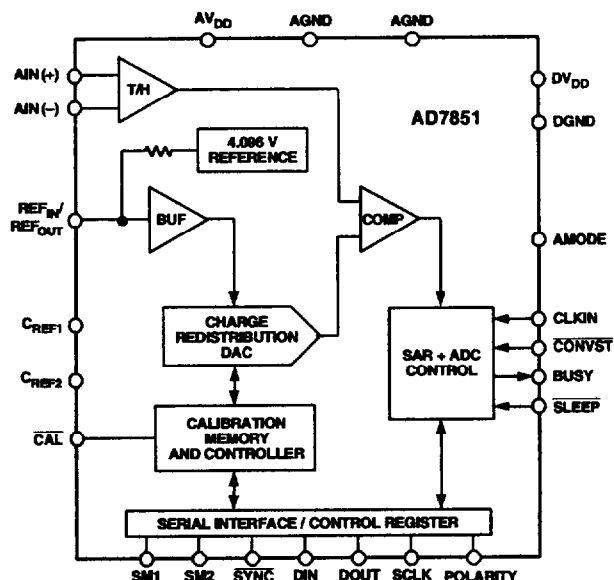 AVDD AGND AGND
AIN (+)
T/H
AIN (–)
DVDD
AD7851
DGND
4.096 V
REFERENCE
REFIN/
REFOUT
BUF
COMP
AMODE
CREF1
CHARGE
REDISTRIBUTION
DAC
CLKIN
CONVST
SAR + ADC
CONTROL
BUSY
CREF2
SLEEP
CAL
CALIBRATION
MEMORY
AND CONTROLLER
SERIAL INTERFACE / CONTROL REGISTER
SM1 SM2 SYNC DIN DOUT SCLK POLARITY